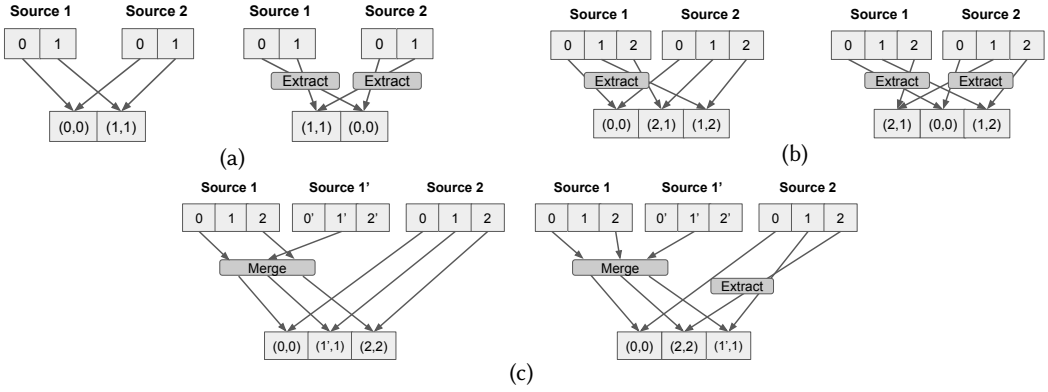 Source 1 Source 2 Source 1 Source 2 Source 1 Source 2 Source 1 Source 2
0 1 0 1 0 1 0 1 0 1 2 0 1 2 0 1 2 0 1 2
Extract Extract Extract Extract Extract
(0,0) (1,1) (1,1) (0,0) (0,0) (2,1) (1,2) (2,1) (0,0) (1,2)
(a) (b)
Source 1 Source 1' Source 2 Source 1 Source 1' Source 2
0 1 2 0' 1' 2' 0 1 2 0 1 2 0' 1' 2' 0 1 2
Merge Merge
Extract
(0,0) (1',1) (2,2) (0,0) (2,2) (1',1)
(c)